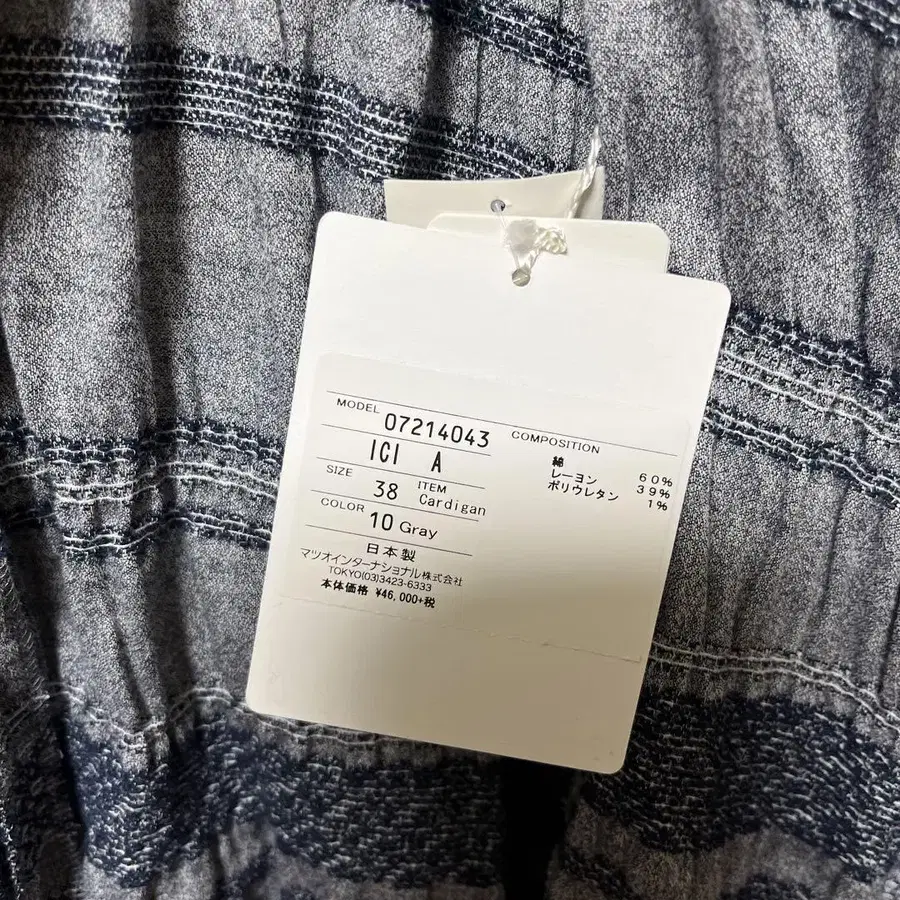 MODEL 07214043
ICI A
SIZE 38 ITEM Cardigan
COLOR 10 Gray
日本製
マツオインターナショナル株式会社
TOKYO(03)3423-6333
本体価格 ¥46,000+税
COMPOSITION
綿 60%
レーヨン 39%
ポリウレタン 1%